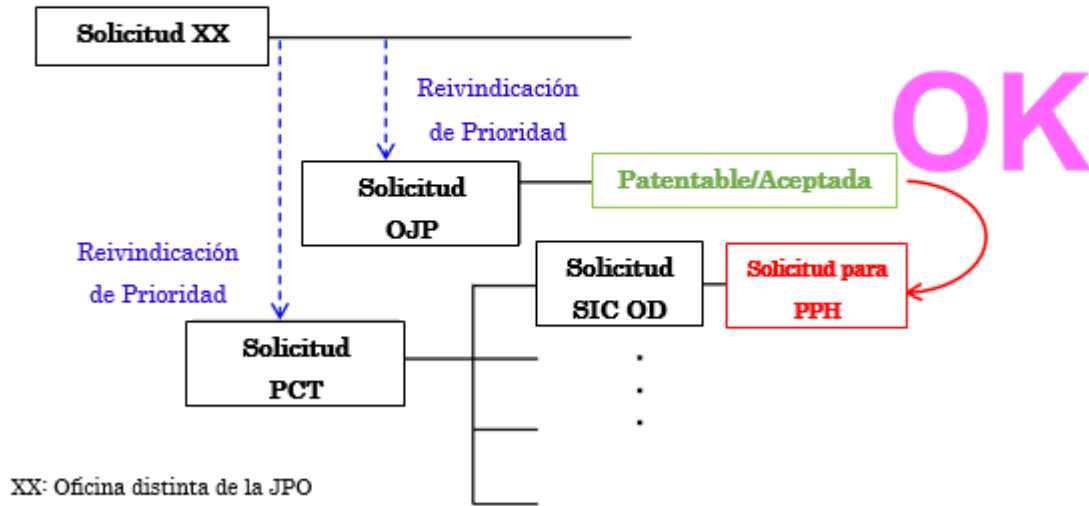 Solicitud XX
OK
Reivindicación
de Prioridad
Patentable/Aceptada
Solicitud
OJP
Reivindicación
de Prioridad
Solicitud
SIC OD
Solicitud para
PPH
Solicitud
PCT
XX: Oficina distinta de la JPO